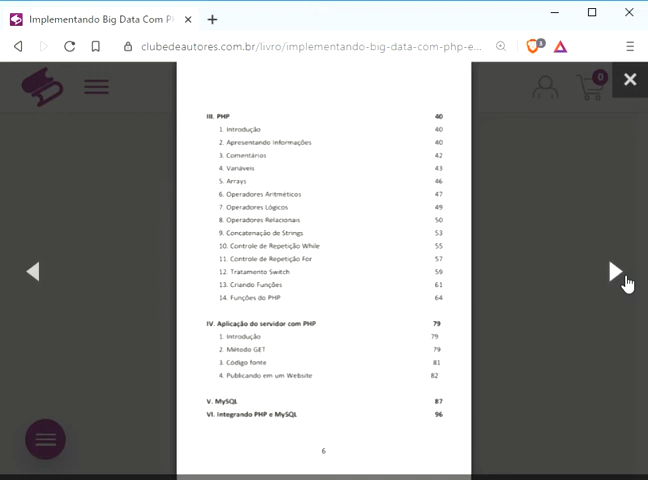 Implementando Big Data Com P
clubedeautores.com.br/livro/implementando-big-data-com-php-e...
8
0
III. PHP 40
1. Introdução 40
2. Apresentando Informações 40
3. Comentários 42
4. Variáveis 43
5. Arrays 46
6. Operadores Aritméticos 47
7. Operadores Lógicos 49
8. Operadores Relacionais 50
9. Concatenação de Strings 53
10. Controle de Repetição While 55
11. Controle de Repetição For 57
12. Tratamento Switch 59
13. Criando Funções 61
14. Funções do PHP 64
IV. Aplicação do servidor com PHP 79
1. Introdução 79
2. Método GET 79
3. Código fonte 81
4. Publicando em um Website 82
V. MySQL 87
VI. Integrando PHP e MySQL 96
6